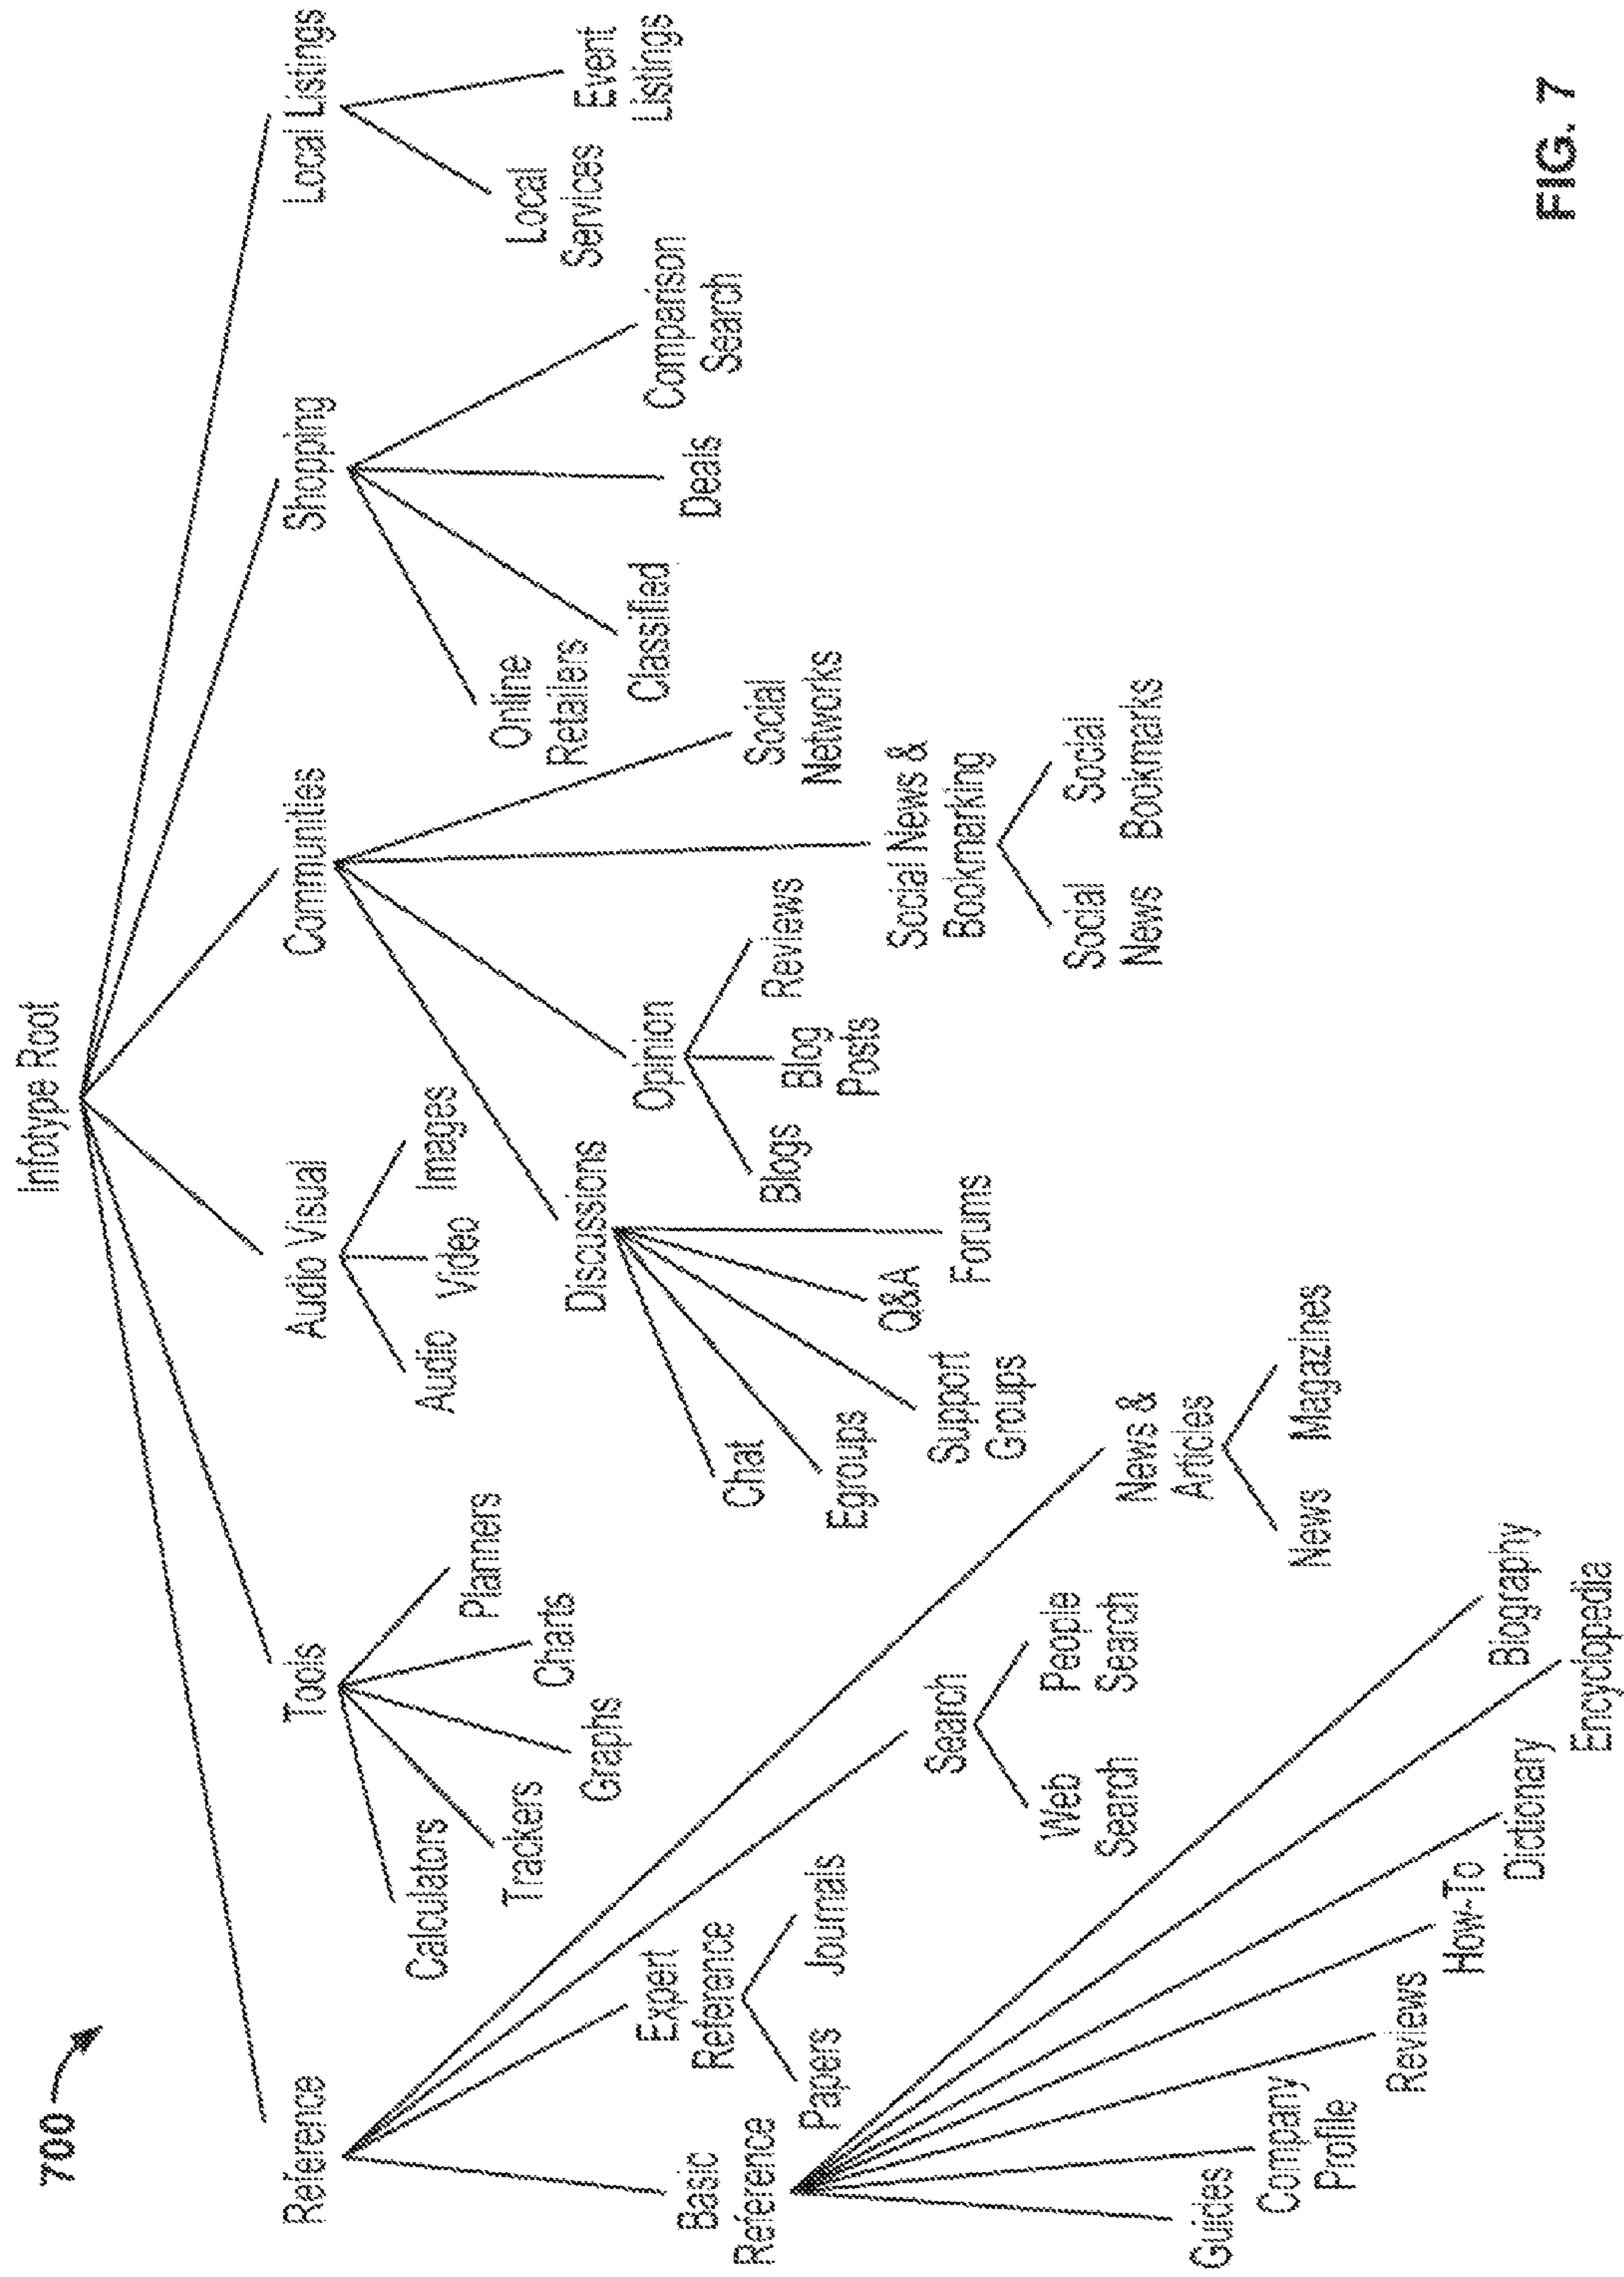 700
Infotype Root
Reference
Tools
Audio Visual
Communities
Shopping
Local Listings
Calculators
Trackers
Graphs
Charts
Planners
Audio
Video
Images
Online
Retailers
Classified
Deals
Comparison
Search
Local
Services
Event
Listings
Basic
Reference
Expert
Reference
Papers
Journals
Search
Web
Search
People
Search
News &
Articles
News
Magazines
Discussions
Chat
Egroups
Support
Groups
Q&A
Forums
Opinion
Blogs
Blog
Posts
Reviews
Social News &
Bookmarking
Social
News
Social
Bookmarks
Social
Networks
Guides
Company
Profile
Reviews
How-To
Dictionary
Encyclopedia
Biography
FIG. 7